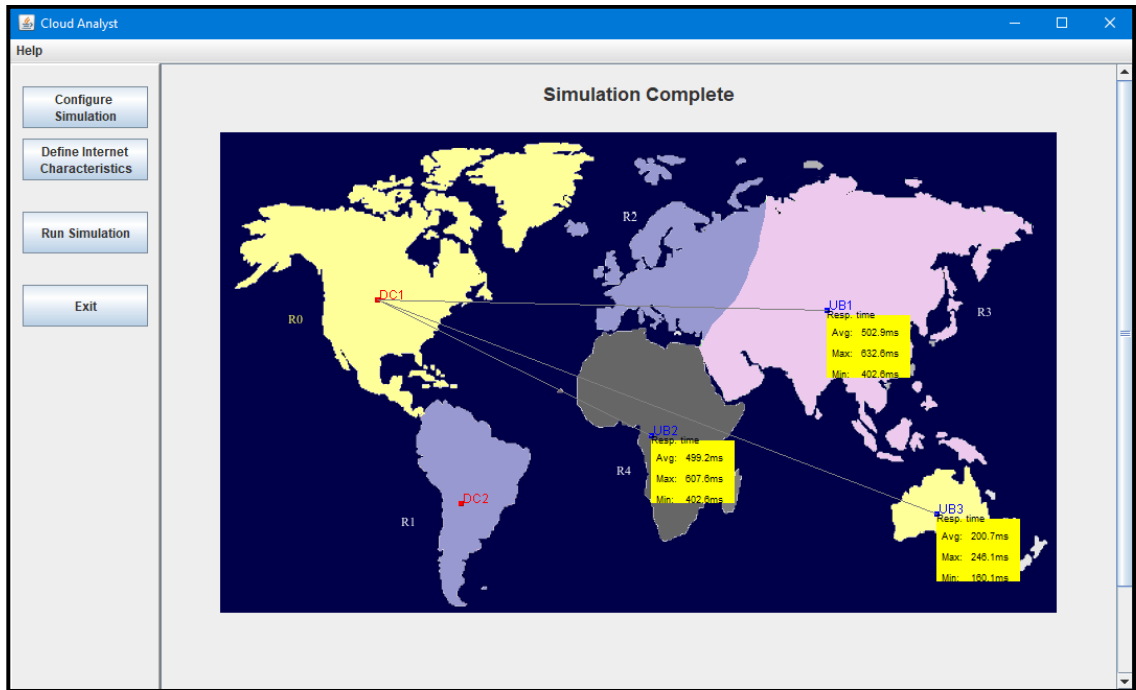 Cloud Analyst
Help
Configure
Simulation
Define Internet
Characteristics
Run Simulation
Exit
Simulation Complete
R2
DC1
R0
UB1
Resp. time
Avg: 502.9ms
Max: 632.6ms
Min: 402.6ms
R3
UB2
Resp. time
Avg: 499.2ms
Max: 607.6ms
Min: 402.6ms
R4
DC2
R1
UB3
Resp. time
Avg: 200.7ms
Max: 246.1ms
Min: 160.1ms